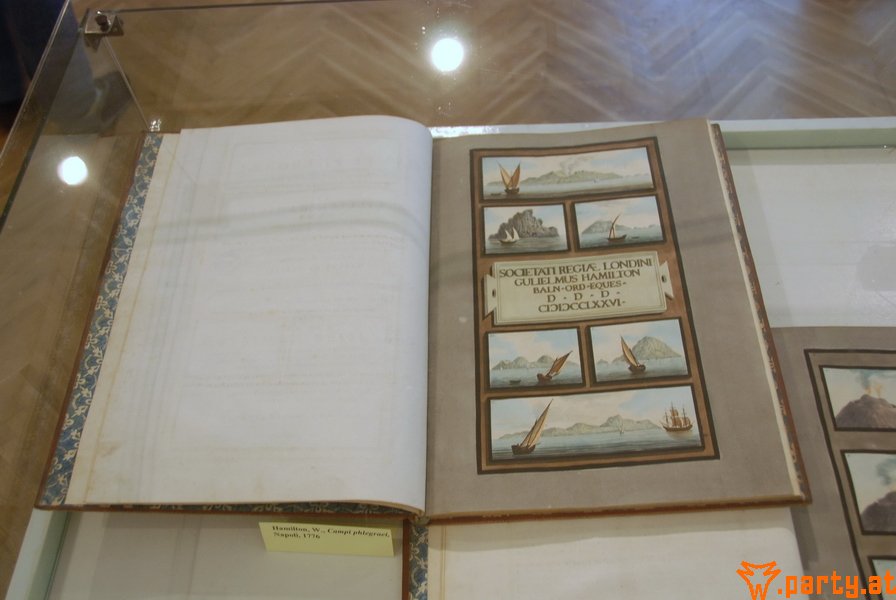 SOCIETATI REGIÆ LONDINI
GULIELMUS HAMILTON
BALN·ORD·EQUES·
D · D · D ·
CIƆIƆCCLXXVI·
Hamilton, W., Campi phlegraei,
Napoli, 1776
W.party.at